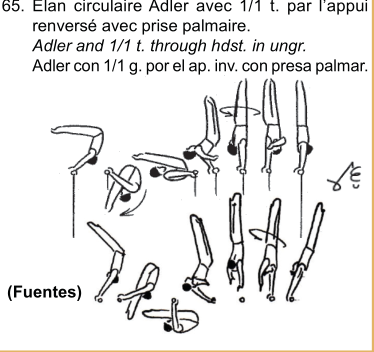 65. Elan circulaire Adler avec 1/1 t. par l'appui
renversé avec prise palmaire.
Adler and 1/1 t. through hdst. in ungr.
Adler con 1/1 g. por el ap. inv. con presa palmar.
(Fuentes)